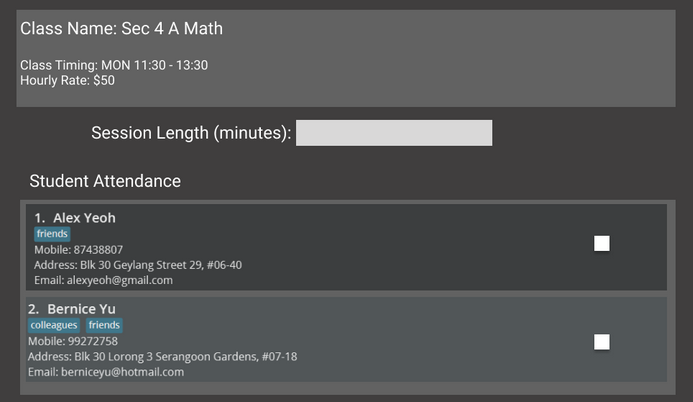 Class Name: Sec 4 A Math
Class Timing: MON 11:30 - 13:30
Hourly Rate: $50
Session Length (minutes):
Student Attendance
1. Alex Yeoh
friends
Mobile: 87438807
Address: Blk 30 Geylang Street 29, #06-40
Email: alexyeoh@gmail.com
2. Bernice Yu
colleagues friends
Mobile: 99272758
Address: Blk 30 Lorong 3 Serangoon Gardens, #07-18
Email: berniceyu@hotmail.com